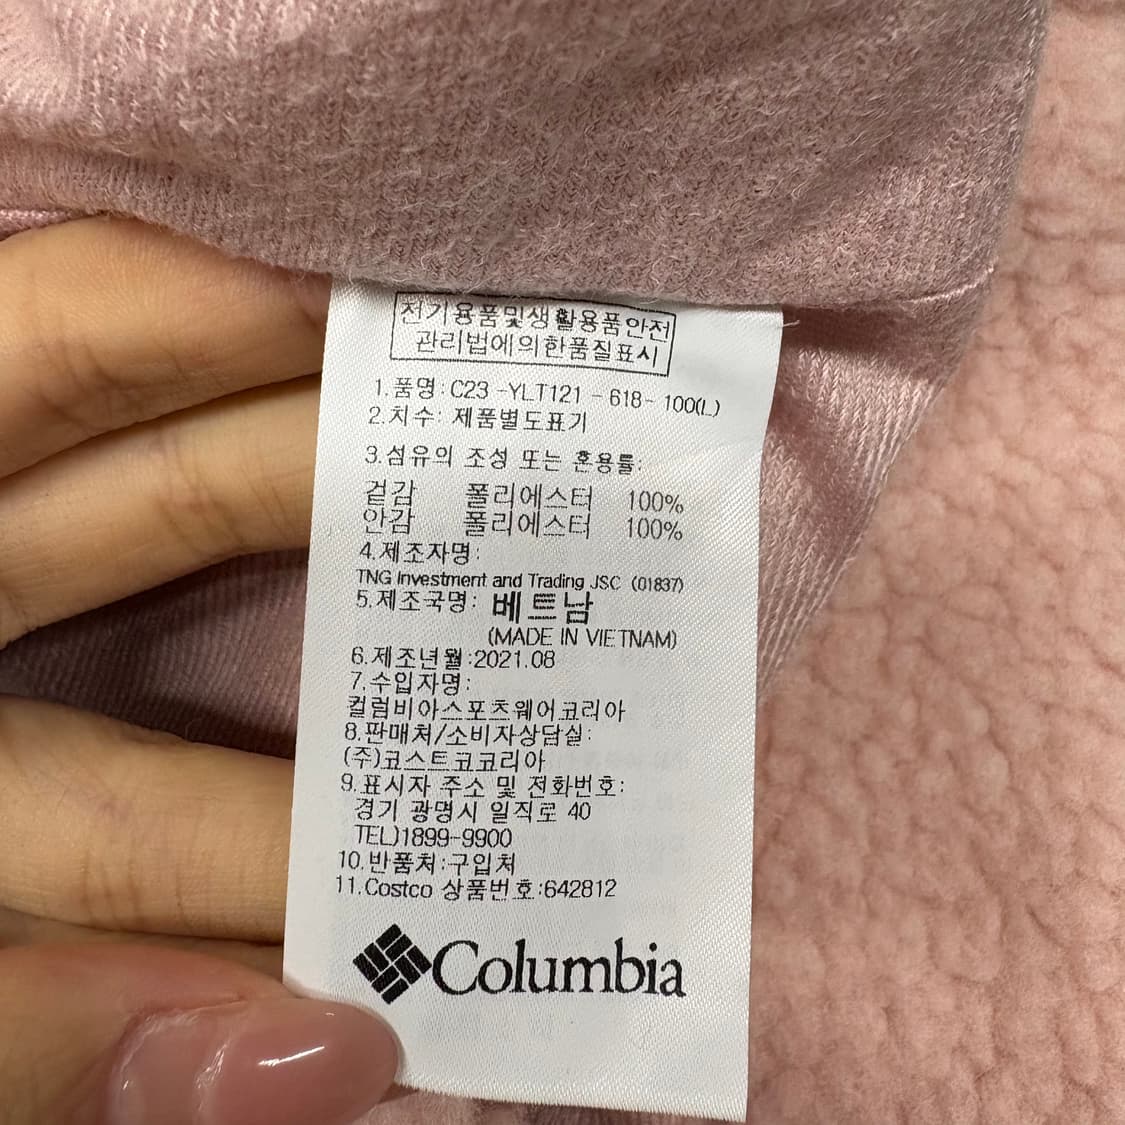 전기용품및생활용품안전
관리법에의한품질표시
1.품명:C23 -YLT121 - 618- 100(L)
2.치수: 제품별도표기
3.섬유의 조성 또는 혼용률:
겉감 폴리에스터 100%
안감 폴리에스터 100%
4.제조자명:
TNG Investment and Trading JSC (01837)
5.제조국명: 베트남
(MADE IN VIETNAM)
6.제조년월:2021.08
7.수입자명:
컬럼비아스포츠웨어코리아
8.판매처/소비자상담실:
(주)코스트코코리아
9.표시자 주소 및 전화번호:
경기 광명시 일직로 40
TEL)1899-9900
10.반품처:구입처
11.Costco 상품번호:642812
Columbia